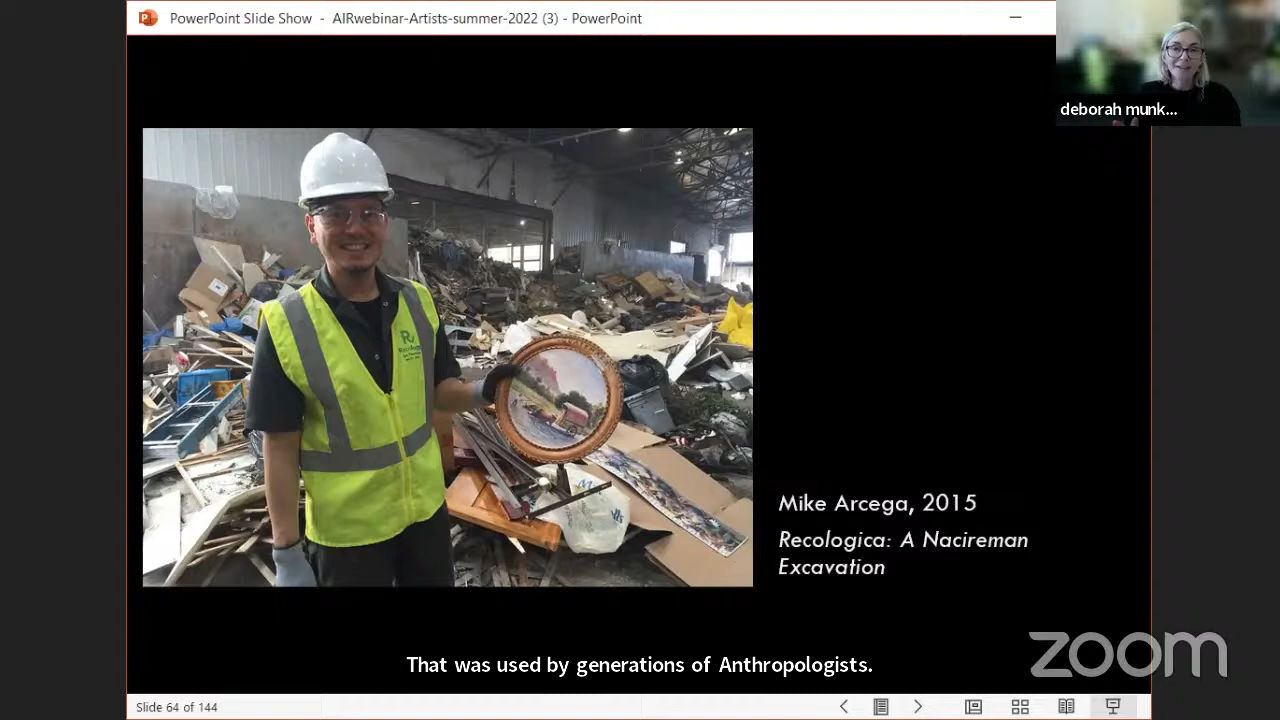 PowerPoint Slide Show - AIRwebinar-Artists-summer-2022 (3) - PowerPoint
deborah munk...
Mike Arcega, 2015
Recologica: A Nacireman
Excavation
That was used by generations of Anthropologists.
zoom
Slide 64 of 144